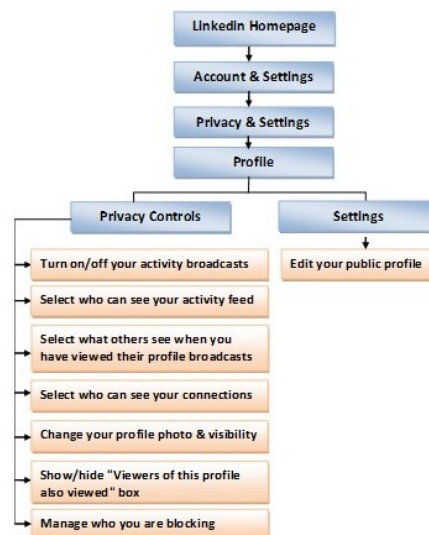 Linkedin Homepage
Account & Settings
Privacy & Settings
Profile
Privacy Controls
Settings
Turn on/off your activity broadcasts
Edit your public profile
Select who can see your activity feed
Select what others see when you
have viewed their profile broadcasts
Select who can see your connections
Change your profile photo & visibility
Show/hide "Viewers of this profile
also viewed" box
Manage who you are blocking